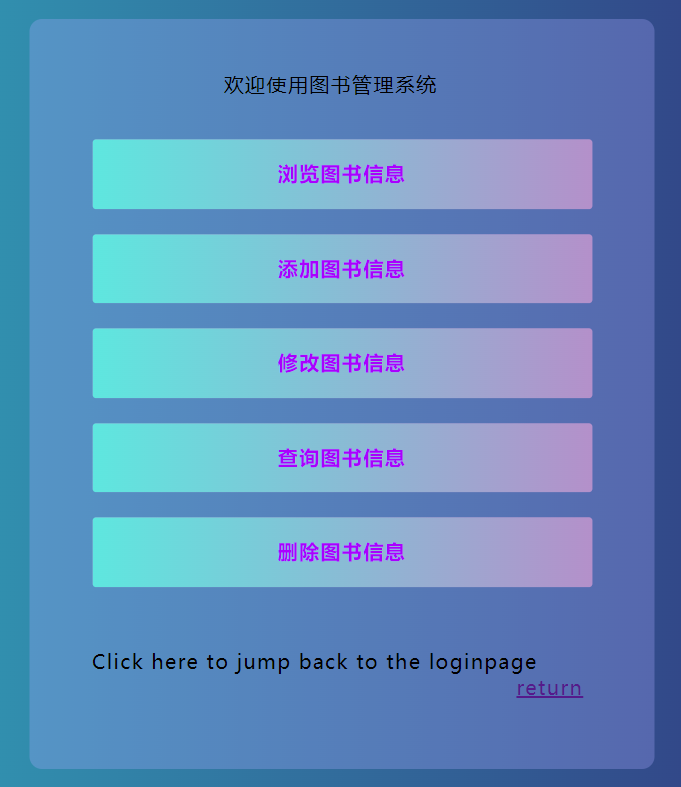 欢迎使用图书管理系统
浏览图书信息
添加图书信息
修改图书信息
查询图书信息
删除图书信息
Click here to jump back to the loginpage
return